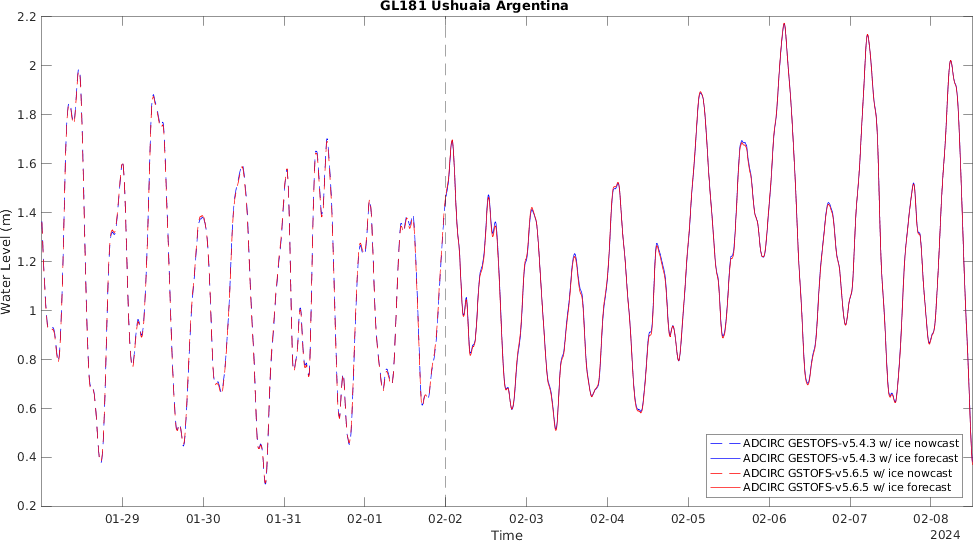 GL181 Ushuaia Argentina
2.2
2
1.8
1.6
1.4
1.2
1
0.8
0.6
0.4
0.2
Water Level (m)
01-29 01-30 01-31 02-01 02-02 02-03 02-04 02-05 02-06 02-07 02-08
2024
Time
ADCIRC GESTOFS-v5.4.3 w/ ice nowcast
ADCIRC GESTOFS-v5.4.3 w/ ice forecast
ADCIRC GSTOFS-v5.6.5 w/ ice nowcast
ADCIRC GSTOFS-v5.6.5 w/ ice forecast